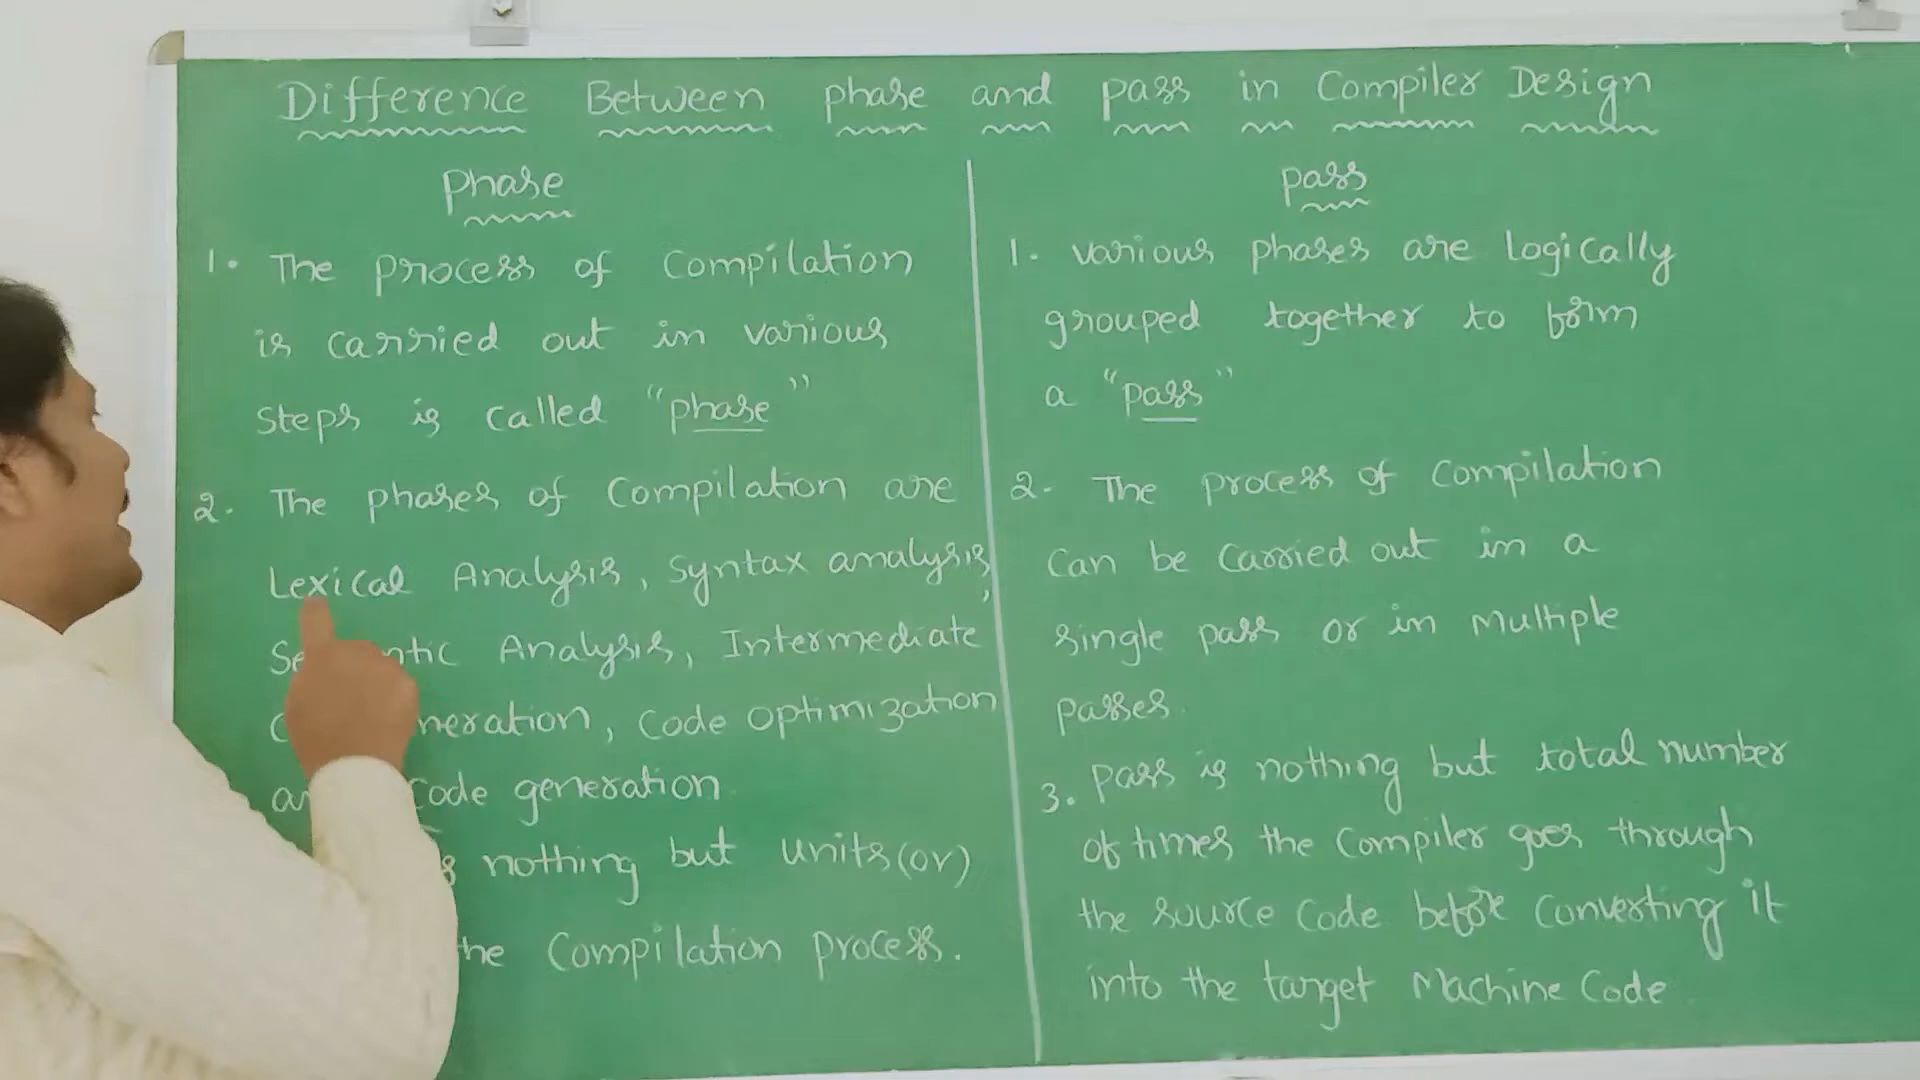 Difference Between phase and pass in Compiler Design
Phase
1. The process of Compilation
is carried out in various
steps is called "phase"
2. The phases of Compilation are
Lexical Analysis, Syntax analysis,
Analysis, Intermediate
Code Optimization
Code generation
nothing but units(or)
the Compilation process.
pass
1. various phases are logically
grouped together to form
a "pass"
2. The process of Compilation
Can be Carried out in a
single pass or in Multiple
passes.
3. pass is nothing but total number
of times the Compiler goes through
the source Code before Converting it
into the target Machine Code